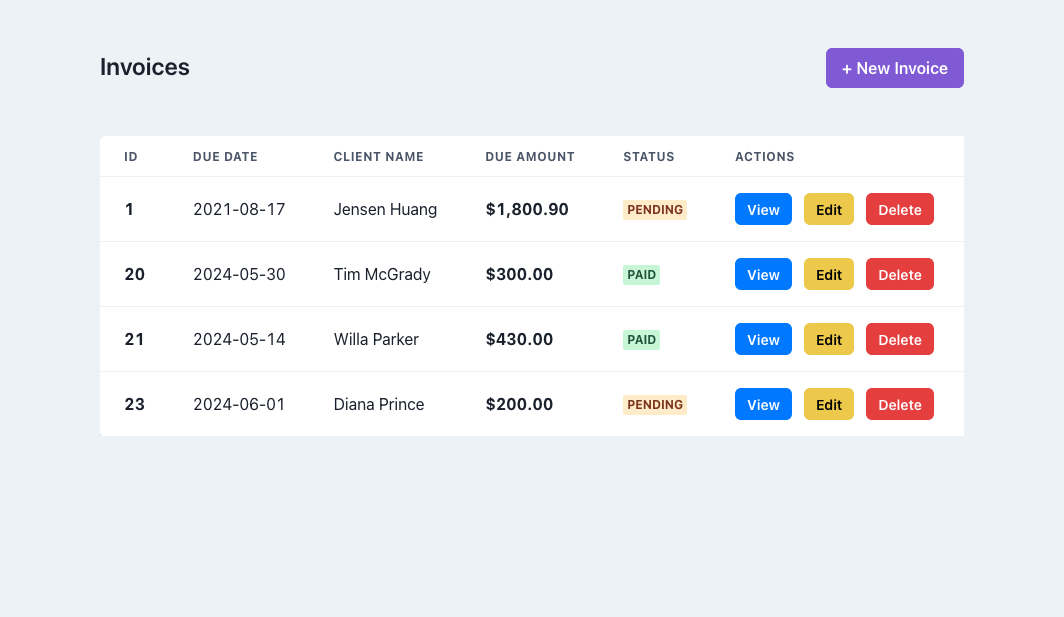 Invoices
+ New Invoice
ID DUE DATE CLIENT NAME DUE AMOUNT STATUS ACTIONS
1 2021-08-17 Jensen Huang $1,800.90 PENDING View Edit Delete
20 2024-05-30 Tim McGrady $300.00 PAID View Edit Delete
21 2024-05-14 Willa Parker $430.00 PAID View Edit Delete
23 2024-06-01 Diana Prince $200.00 PENDING View Edit Delete